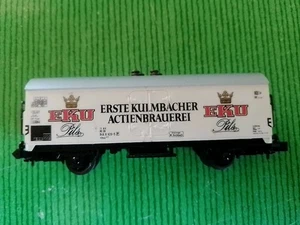 EKU
Pils
ERSTE KULMBACHER
ACTIENBRAUEREI
EKU
Pils